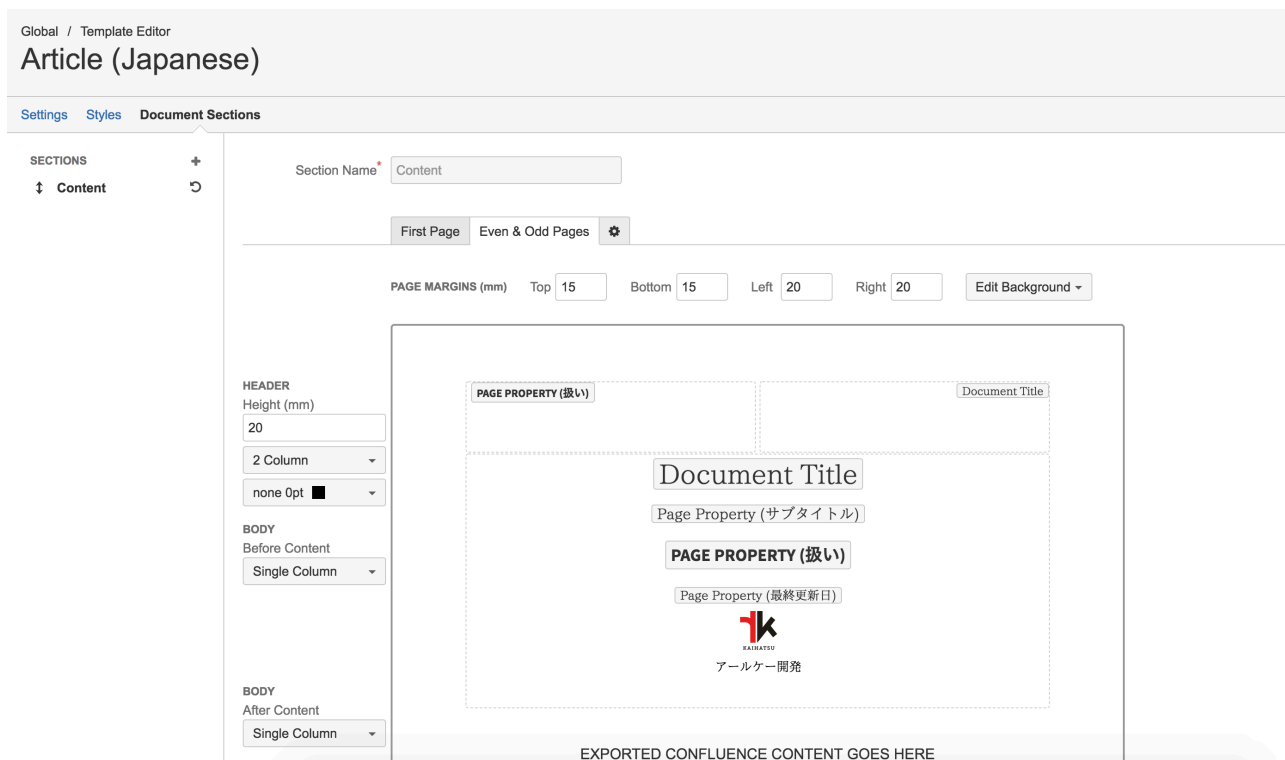 Global / Template Editor
Article (Japanese)
Settings Styles Document Sections
SECTIONS +
Content
Section Name*
Content
First Page Even & Odd Pages
PAGE MARGINS (mm) Top 15 Bottom 15 Left 20 Right 20 Edit Background
HEADER
Height (mm)
20
2 Column
none 0pt
BODY
Before Content
Single Column
BODY
After Content
Single Column
PAGE PROPERTY (扱い) Document Title
Document Title
Page Property (サブタイトル)
PAGE PROPERTY (扱い)
Page Property (最終更新日)
rk
KAIHATSU
アールケー開発
EXPORTED CONFLUENCE CONTENT GOES HERE